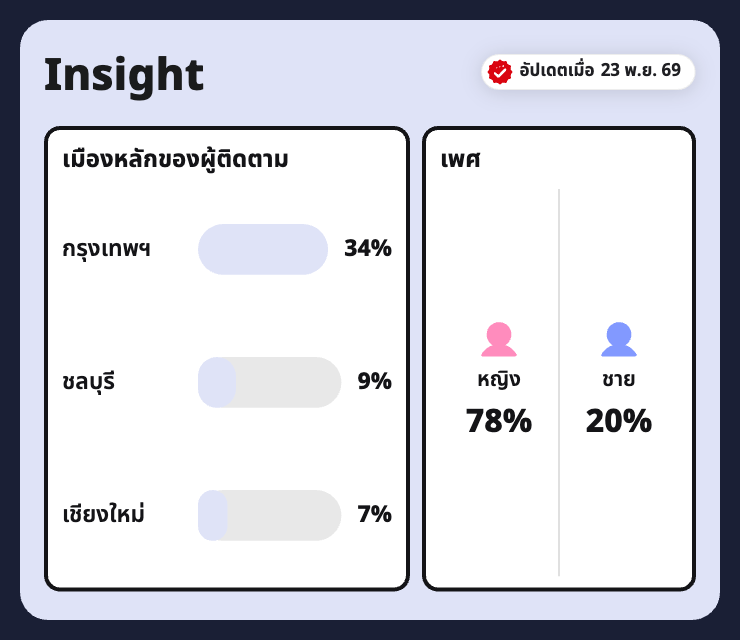 Insight
อัปเดตเมื่อ 23 พ.ย. 69
เมืองหลักของผู้ติดตาม
กรุงเทพฯ 34%
ชลบุรี 9%
เชียงใหม่ 7%
เพศ
หญิง ชาย
78% 20%